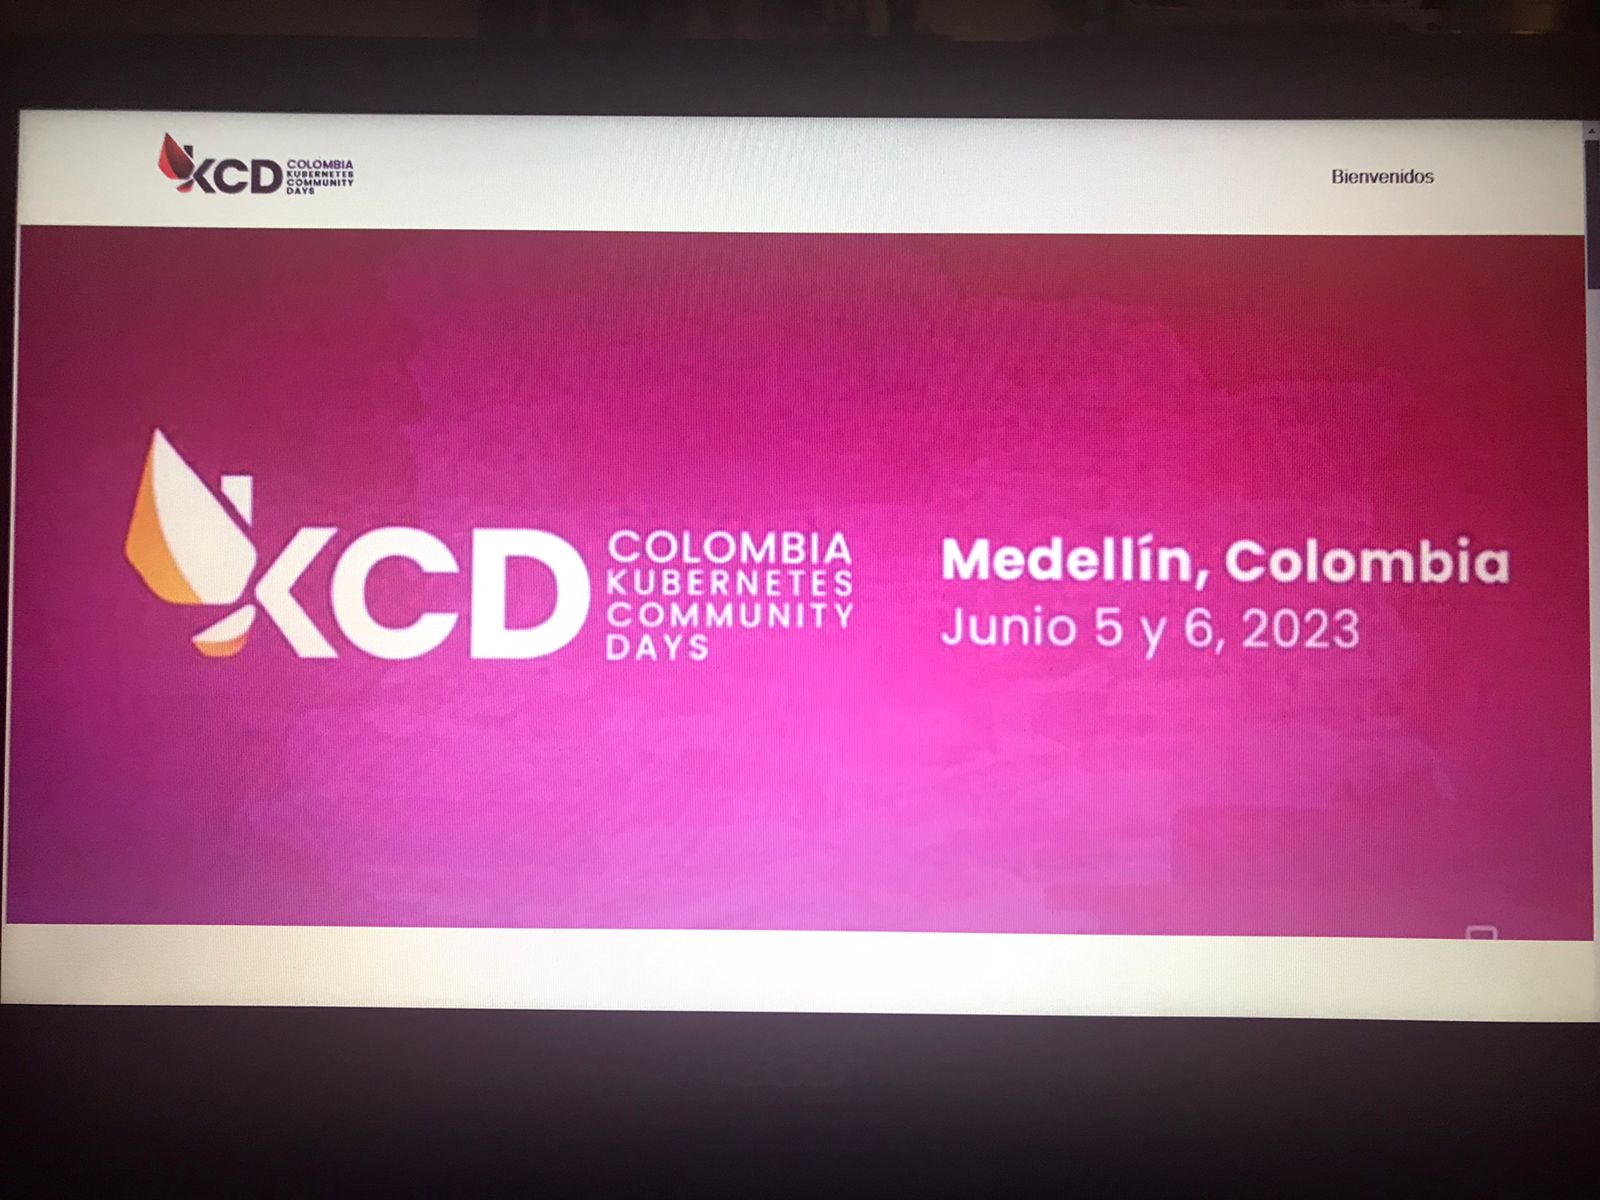 KCD
COLOMBIA
KUBERNETES
COMMUNITY
DAYS
Bienvenidos
KCD
COLOMBIA
KUBERNETES
COMMUNITY
DAYS
Medellín, Colombia
Junio 5 y 6, 2023